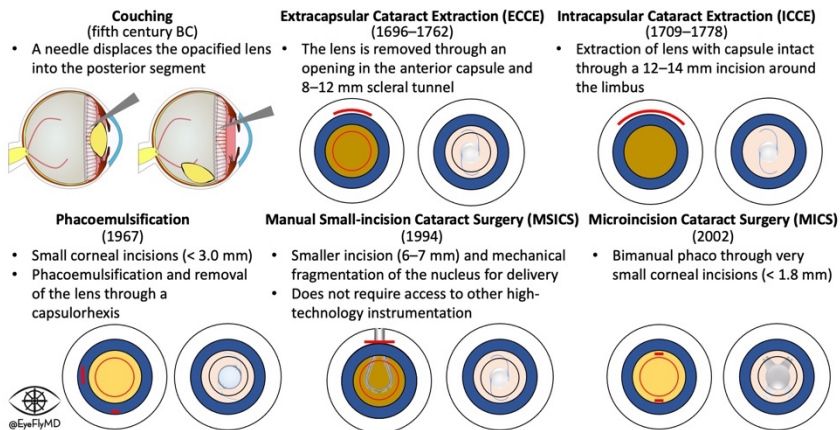 Couching
(fifth century BC)
• A needle displaces the opacified lens
into the posterior segment
Extracapsular Cataract Extraction (ECCE)
(1696–1762)
• The lens is removed through an
opening in the anterior capsule and
8–12 mm scleral tunnel
Intracapsular Cataract Extraction (ICCE)
(1709–1778)
• Extraction of lens with capsule intact
through a 12–14 mm incision around
the limbus
Phacoemulsification
(1967)
• Small corneal incisions (< 3.0 mm)
• Phacoemulsification and removal
of the lens through a
capsulorhexis
Manual Small-incision Cataract Surgery (MSICS)
(1994)
• Smaller incision (6–7 mm) and mechanical
fragmentation of the nucleus for delivery
• Does not require access to other high-
technology instrumentation
Microincision Cataract Surgery (MICS)
(2002)
• Bimanual phaco through very
small corneal incisions (< 1.8 mm)
@EyeFlyMD